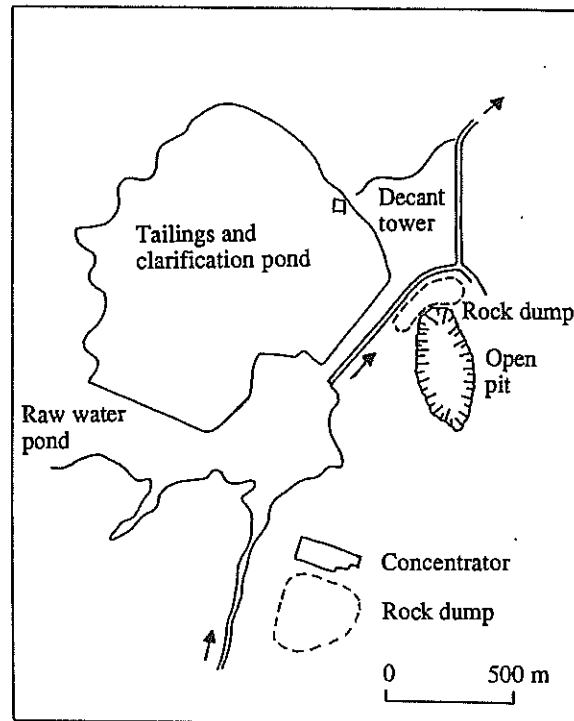 Decant
tower
Tailings and
clarification pond
Rock dump
Open
pit
Raw water
pond
Concentrator
Rock dump
0 500 m